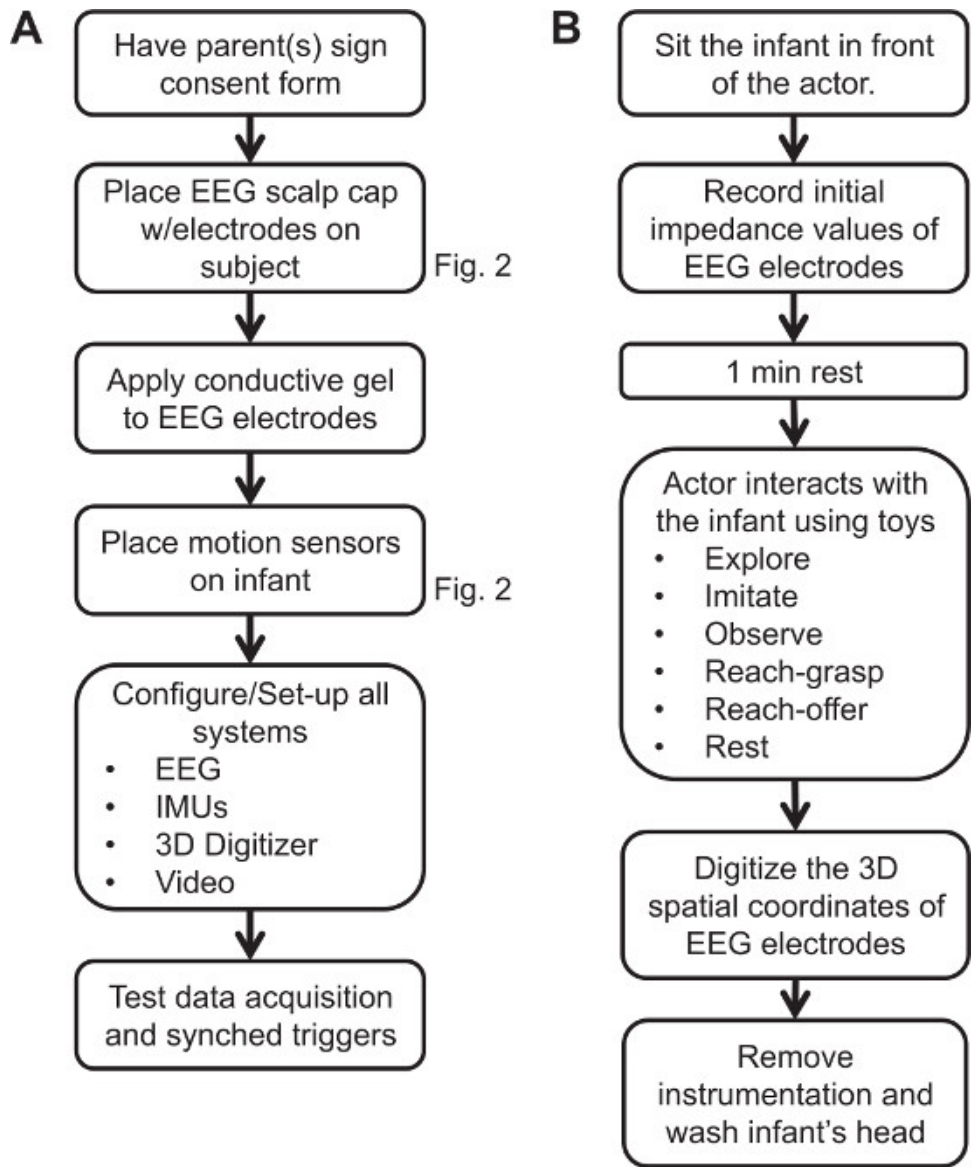 A
Have parent(s) sign
consent form
Place EEG scalp cap
w/electrodes on
subject
Fig. 2
Apply conductive gel
to EEG electrodes
Place motion sensors
on infant
Fig. 2
Configure/Set-up all
systems
• EEG
• IMUs
• 3D Digitizer
• Video
Test data acquisition
and synched triggers
B
Sit the infant in front
of the actor.
Record initial
impedance values of
EEG electrodes
1 min rest
Actor interacts with
the infant using toys
• Explore
• Imitate
• Observe
• Reach-grasp
• Reach-offer
• Rest
Digitize the 3D
spatial coordinates of
EEG electrodes
Remove
instrumentation and
wash infant's head